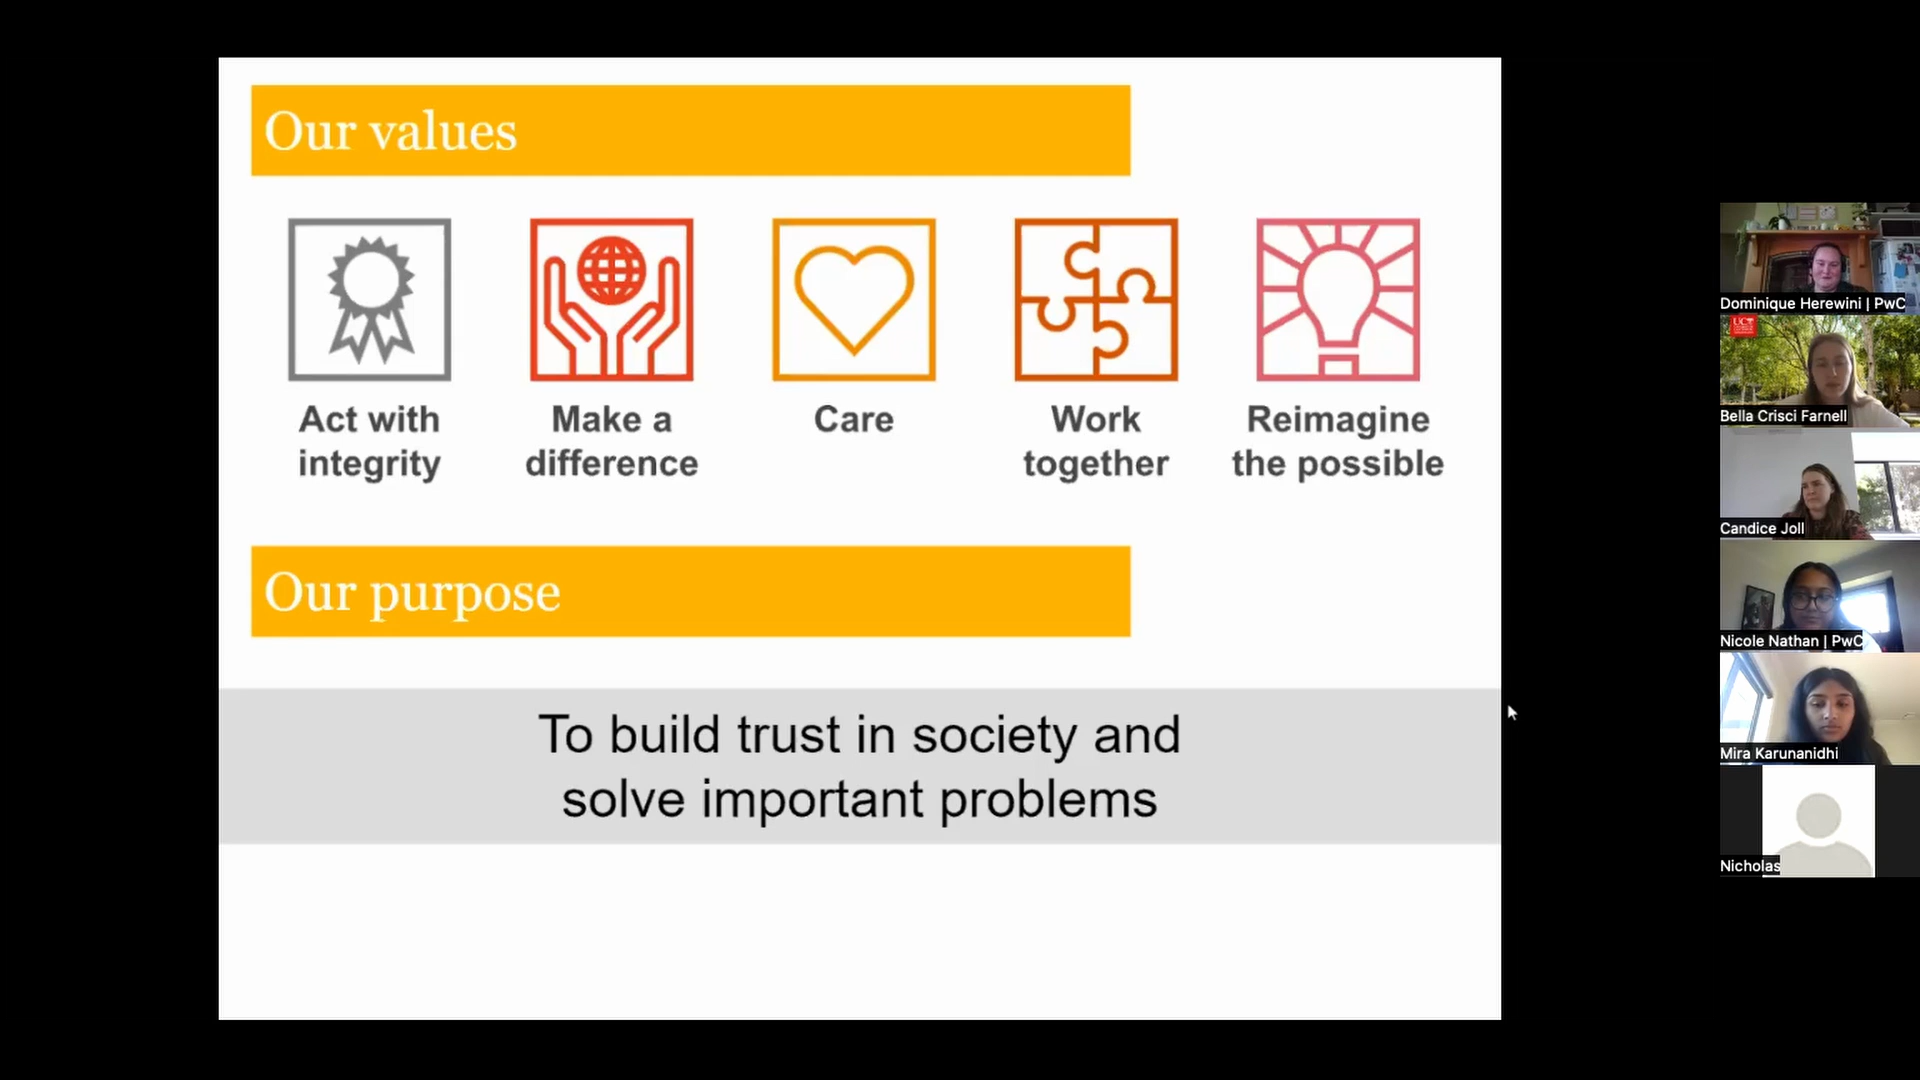 Our values
Act with
integrity
Make a
difference
Care
Work
together
Reimagine
the possible
Our purpose
To build trust in society and
solve important problems
Dominique Herewini | PwC
UC
Bella Crisci Farnell
Candice Joll
Nicole Nathan | PwC
Mira Karunanidhi
Nicholas